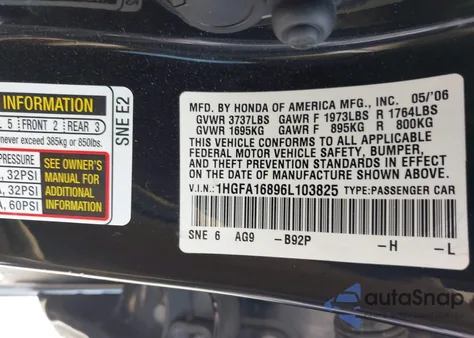 INFORMATION
5 | FRONT 2 | REAR 3
exceed 385kg or 850lbs.
PRESSURE
, 32PSI
, 32PSI
, 60PSI
SEE OWNER'S
MANUAL FOR
ADDITIONAL
INFORMATION
SNE E2
MFD. BY HONDA OF AMERICA MFG., INC. 05/'06
GVWR 3737LBS GAWR F 1973LBS R 1764LBS
GVWR 1695KG GAWR F 895KG R 800KG
THIS VEHICLE CONFORMS TO ALL APPLICABLE
FEDERAL MOTOR VEHICLE SAFETY, BUMPER,
AND THEFT PREVENTION STANDARDS IN EFFECT
ON THE DATE OF MANUFACTURE SHOWN ABOVE.
V.I.N.: 1HGFA16896L103825 TYPE: PASSENGER CAR
SNE 6 AG9 -B92P -H -L
autoSnap